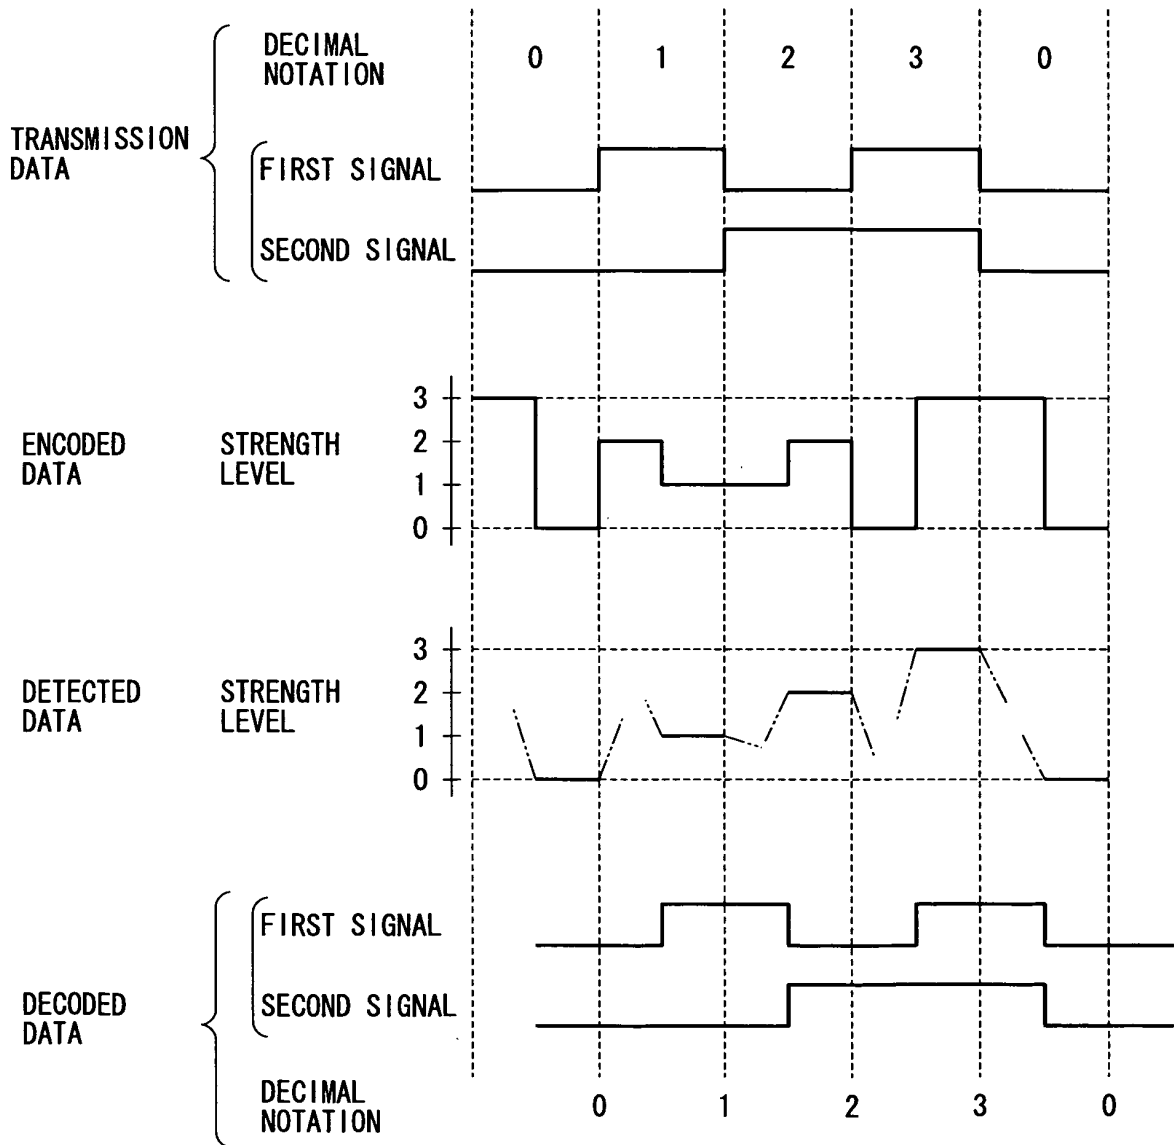 DECIMAL
NOTATION
0 1 2 3 0
TRANSMISSION
DATA
FIRST SIGNAL
SECOND SIGNAL
ENCODED
DATA
STRENGTH
LEVEL
3
2
1
0
DETECTED
DATA
STRENGTH
LEVEL
3
2
1
0
FIRST SIGNAL
SECOND SIGNAL
DECODED
DATA
DECIMAL
NOTATION
0 1 2 3 0